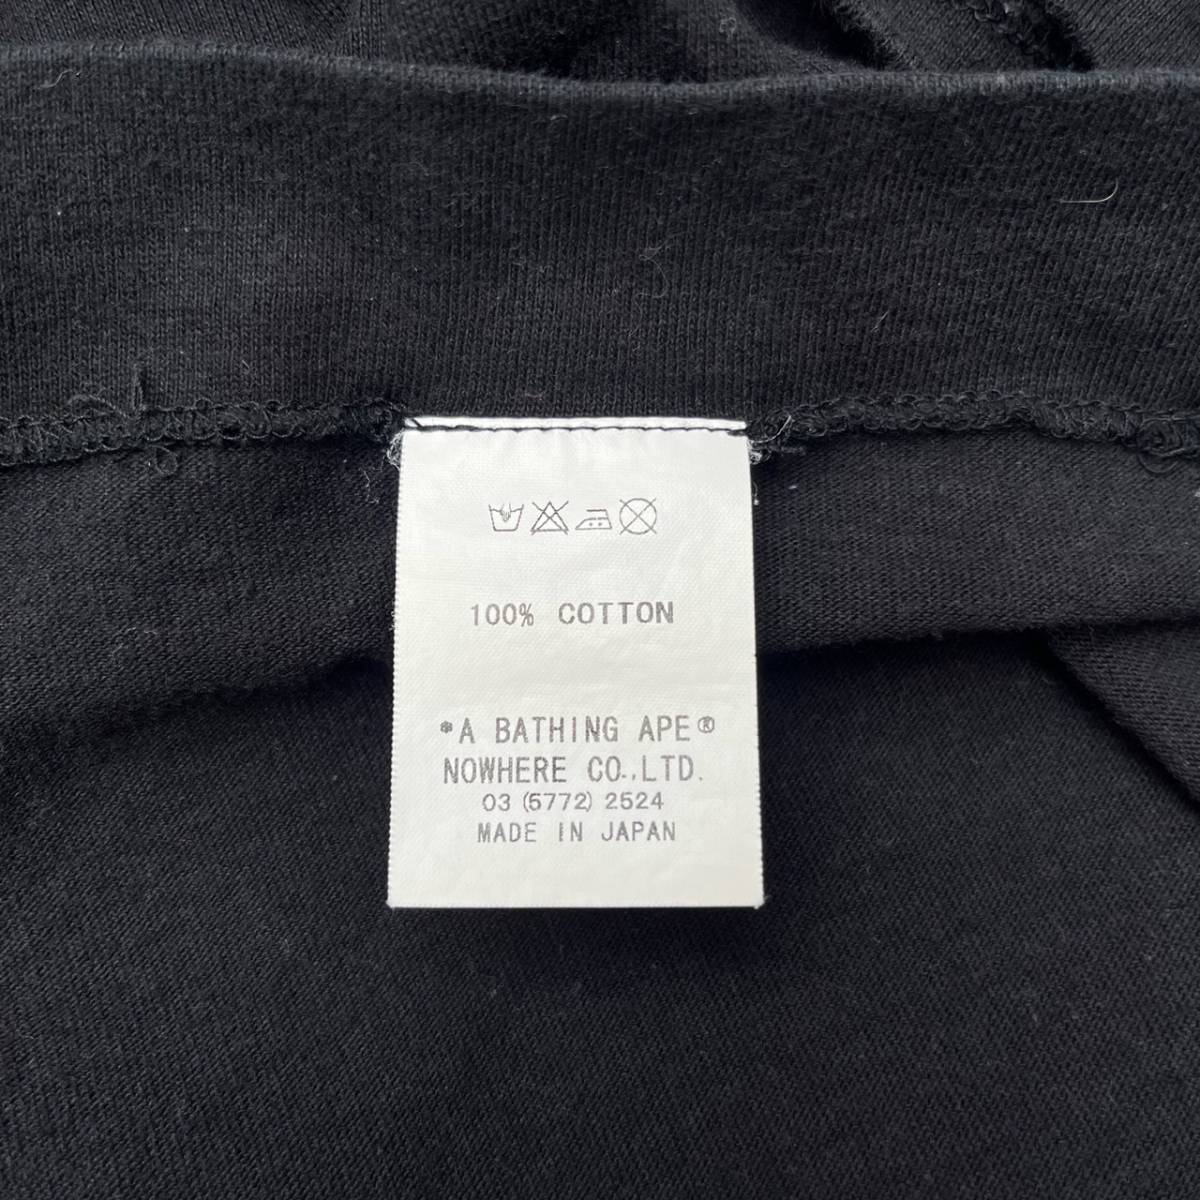 100% COTTON
*A BATHING APE®
NOWHERE CO.,LTD.
03 (5772) 2524
MADE IN JAPAN